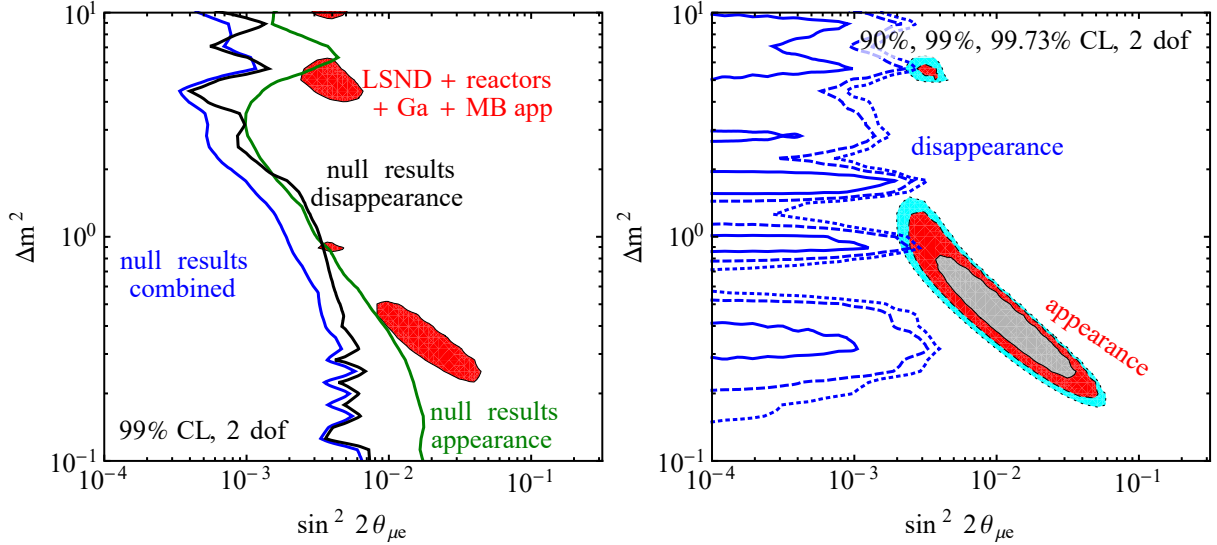 10^1
10^0
10^-1
Δm^2
LSND + reactors
+ Ga + MB app
null results
disappearance
null results
combined
null results
appearance
99% CL, 2 dof
10^-4
10^-3
10^-2
10^-1
sin^2 2θ_μe
10^1
10^0
10^-1
Δm^2
90%, 99%, 99.73% CL, 2 dof
disappearance
appearance
10^-4
10^-3
10^-2
10^-1
sin^2 2θ_μe